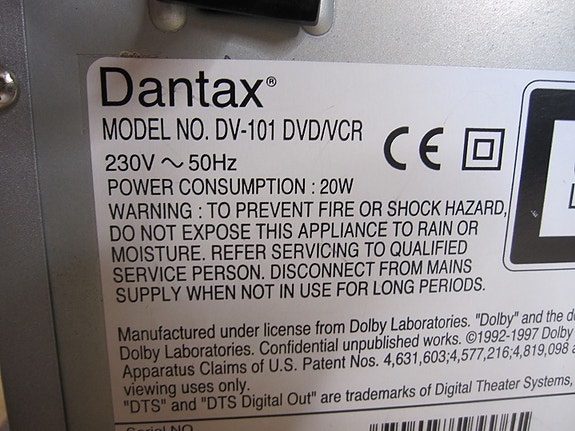 Dantax®
MODEL NO. DV-101 DVD/VCR
230V ~ 50Hz
POWER CONSUMPTION : 20W
WARNING : TO PREVENT FIRE OR SHOCK HAZARD,
DO NOT EXPOSE THIS APPLIANCE TO RAIN OR
MOISTURE. REFER SERVICING TO QUALIFIED
SERVICE PERSON. DISCONNECT FROM MAINS
SUPPLY WHEN NOT IN USE FOR LONG PERIODS.
CE
Manufactured under license from Dolby Laboratories. "Dolby" and the
Dolby Laboratories. Confidential unpublished works. ©1992-1997 Dolby
Apparatus Claims of U.S. Patent Nos. 4,631,603;4,577,216;4,819,098
viewing uses only.
"DTS" and "DTS Digital Out" are trademarks of Digital Theater Systems,
Serial NO